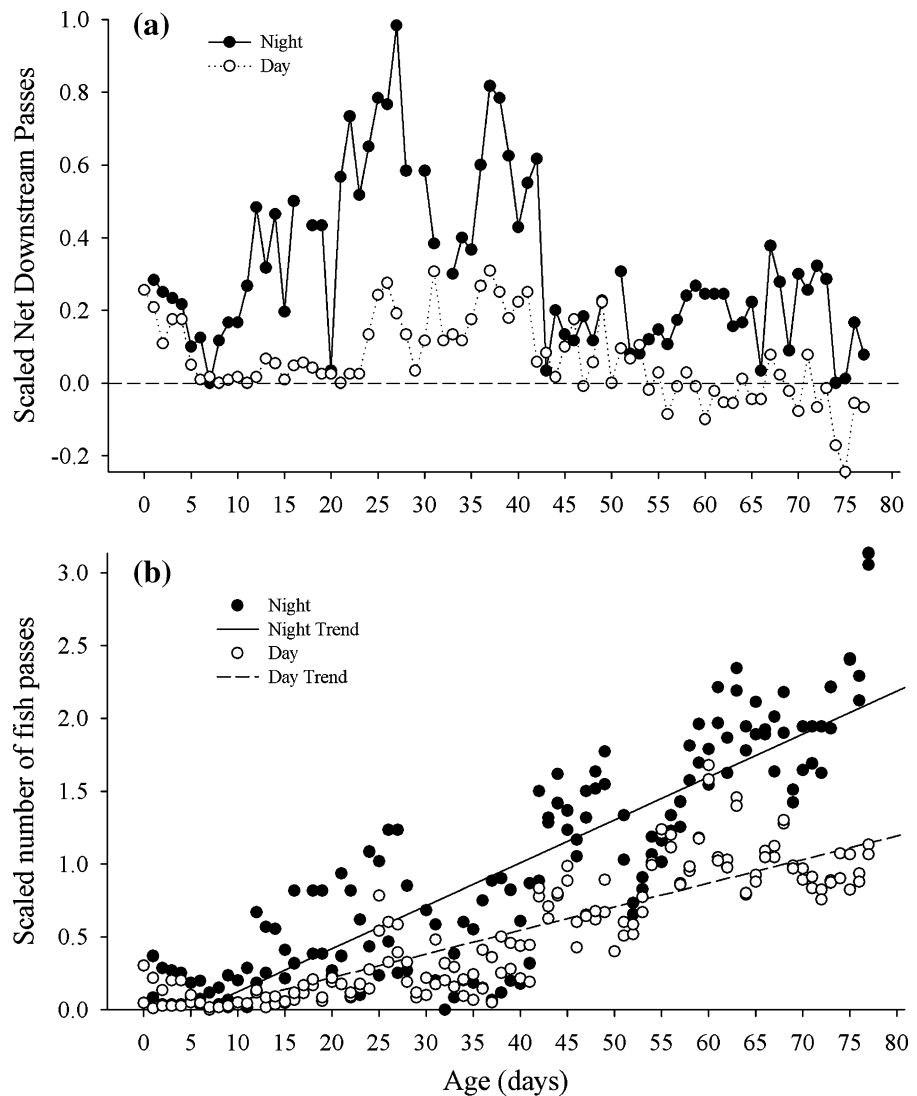 (a)
Night
Day
Scaled Net Downstream Passes
1.0
0.8
0.6
0.4
0.2
0.0
-0.2
0 5 10 15 20 25 30 35 40 45 50 55 60 65 70 75 80
(b)
Night
Night Trend
Day
Day Trend
Scaled number of fish passes
3.0
2.5
2.0
1.5
1.0
0.5
0.0
0 5 10 15 20 25 30 35 40 45 50 55 60 65 70 75 80
Age (days)